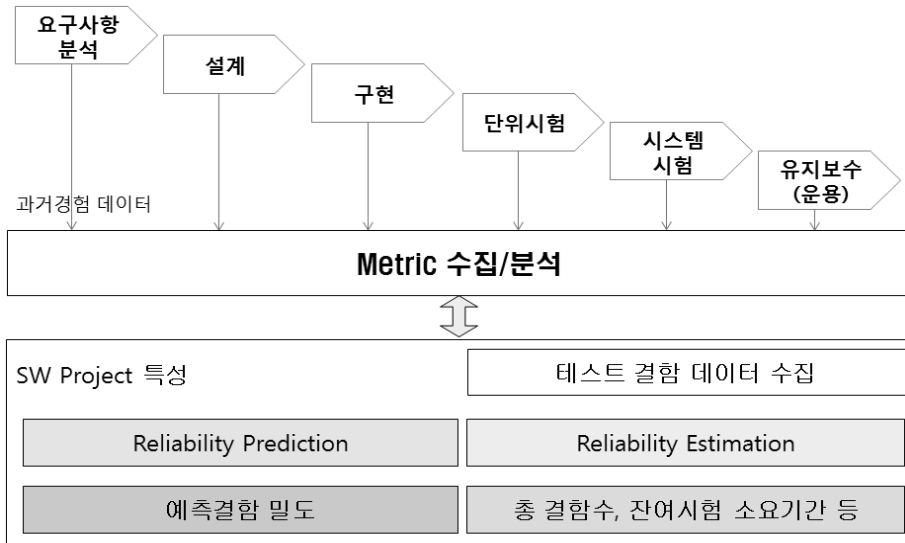 요구사항
분석
설계
구현
단위시험
시스템
시험
유지보수
(운용)
과거경험 데이터
Metric 수집/분석
SW Project 특성
테스트 결함 데이터 수집
Reliability Prediction
Reliability Estimation
예측결함 밀도
총 결함수, 잔여시험 소요기간 등